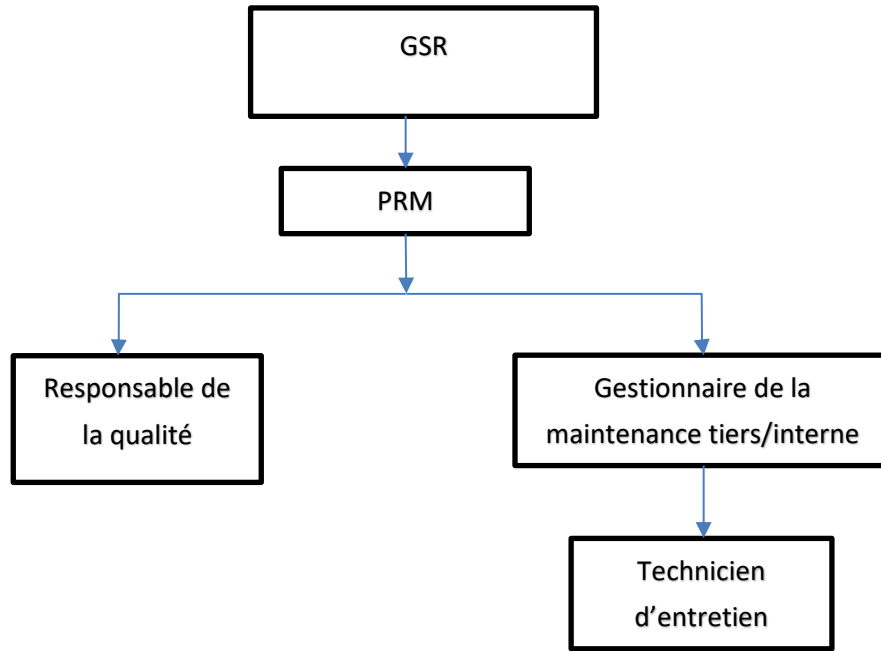 GSR
PRM
Responsable de
la qualité
Gestionnaire de la
maintenance tiers/interne
Technicien
d’entretien